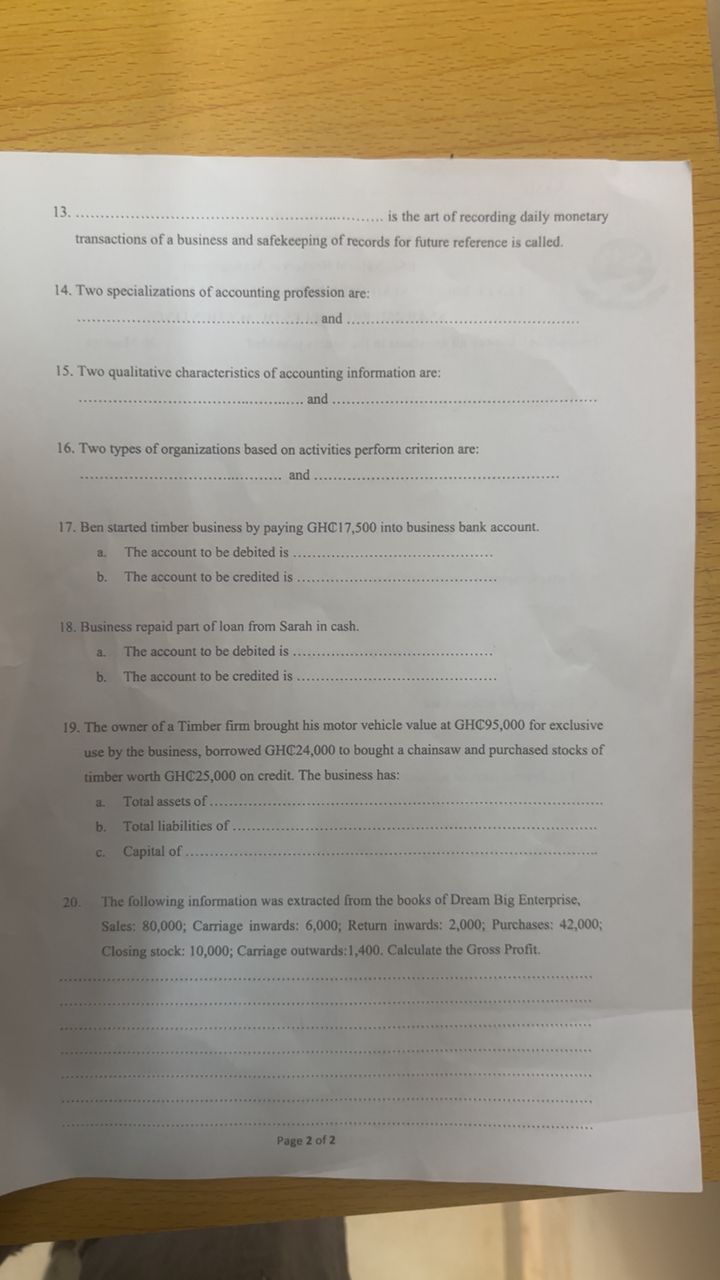 13. ........................................................................ is the art of recording daily monetary
transactions of a business and safekeeping of records for future reference is called.
14. Two specializations of accounting profession are:
........................................................ and ......................................................
15. Two qualitative characteristics of accounting information are:
..................................................... and ..............................................................
16. Two types of organizations based on activities perform criterion are:
............................................... and .........................................................
17. Ben started timber business by paying GH₵17,500 into business bank account.
a. The account to be debited is ...............................................
b. The account to be credited is ...............................................
18. Business repaid part of loan from Sarah in cash.
a. The account to be debited is ...............................................
b. The account to be credited is ...............................................
19. The owner of a Timber firm brought his motor vehicle value at GH₵95,000 for exclusive
use by the business, borrowed GH₵24,000 to bought a chainsaw and purchased stocks of
timber worth GH₵25,000 on credit. The business has:
a. Total assets of ............................................................................................
b. Total liabilities of .....................................................................................
c. Capital of ................................................................................................
20. The following information was extracted from the books of Dream Big Enterprise,
Sales: 80,000; Carriage inwards: 6,000; Return inwards: 2,000; Purchases: 42,000;
Closing stock: 10,000; Carriage outwards:1,400. Calculate the Gross Profit.
................................................................................................................................
................................................................................................................................
................................................................................................................................
................................................................................................................................
................................................................................................................................
................................................................................................................................
................................................................................................................................
Page 2 of 2